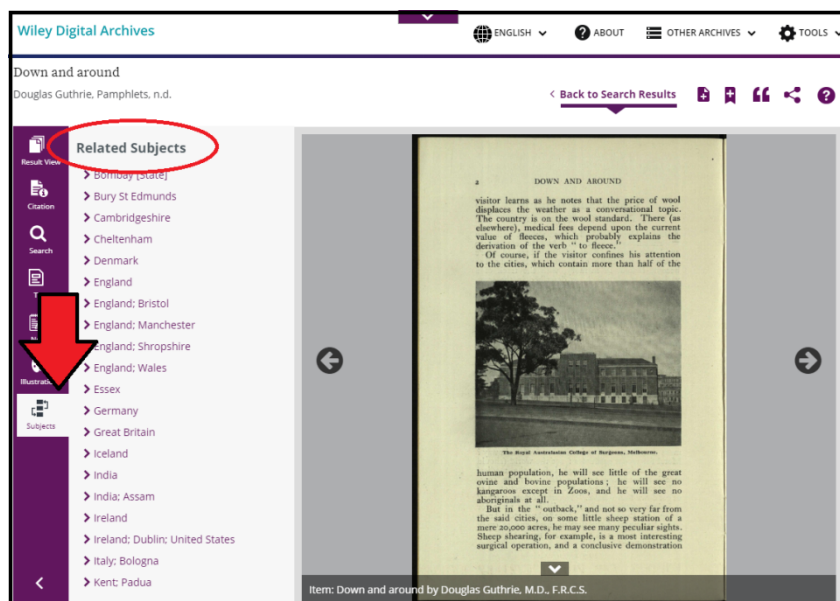 Wiley Digital Archives
ENGLISH
ABOUT
OTHER ARCHIVES
TOOLS
Down and around
Douglas Guthrie, Pamphlets, n.d.
< Back to Search Results
Result View
Citation
Search
Illustration
Subjects
Related Subjects
Bombay [State]
Bury St Edmunds
Cambridgeshire
Cheltenham
Denmark
England
England; Bristol
England; Manchester
England; Shropshire
England; Wales
Essex
Germany
Great Britain
Iceland
India
India; Assam
Ireland
Ireland; Dublin; United States
Italy; Bologna
Kent; Padua
2 DOWN AND AROUND
visitor learns as he notes that the price of wool
displaces the weather as a conversational topic.
The country is on the wool standard. There (as
elsewhere), medical fees depend upon the current
value of fleeces, which probably explains the
derivation of the verb " to fleece."
Of course, if the visitor confines his attention
to the cities, which contain more than half of the
The Royal Australasian College of Surgeons, Melbourne.
human population, he will see little of the great
ovine and bovine populations ; he will see no
kangaroos except in Zoos, and he will see no
aboriginals at all.
But in the " outback," and not so very far from
the said cities, on some little sheep station of a
mere 20,000 acres, he may see many peculiar sights.
Sheep shearing, for example, is a most interesting
surgical operation, and a conclusive demonstration
Item: Down and around by Douglas Guthrie, M.D., F.R.C.S.